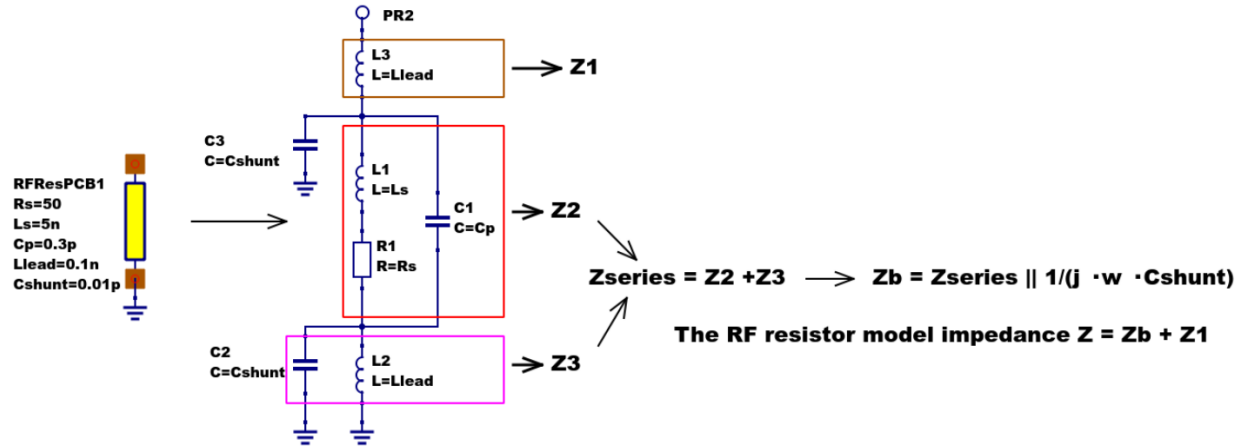 PR2
L3
L=Llead
Z1
C3
C=Cshunt
RFResPCB1
Rs=50
Ls=5n
Cp=0.3p
Llead=0.1n
Cshunt=0.01p
L1
L=Ls
C1
C=Cp
R1
R=Rs
Z2
Zseries = Z2 +Z3
Zb = Zseries || 1/(j ·w ·Cshunt)
The RF resistor model impedance Z = Zb + Z1
C2
C=Cshunt
L2
L=Llead
Z3